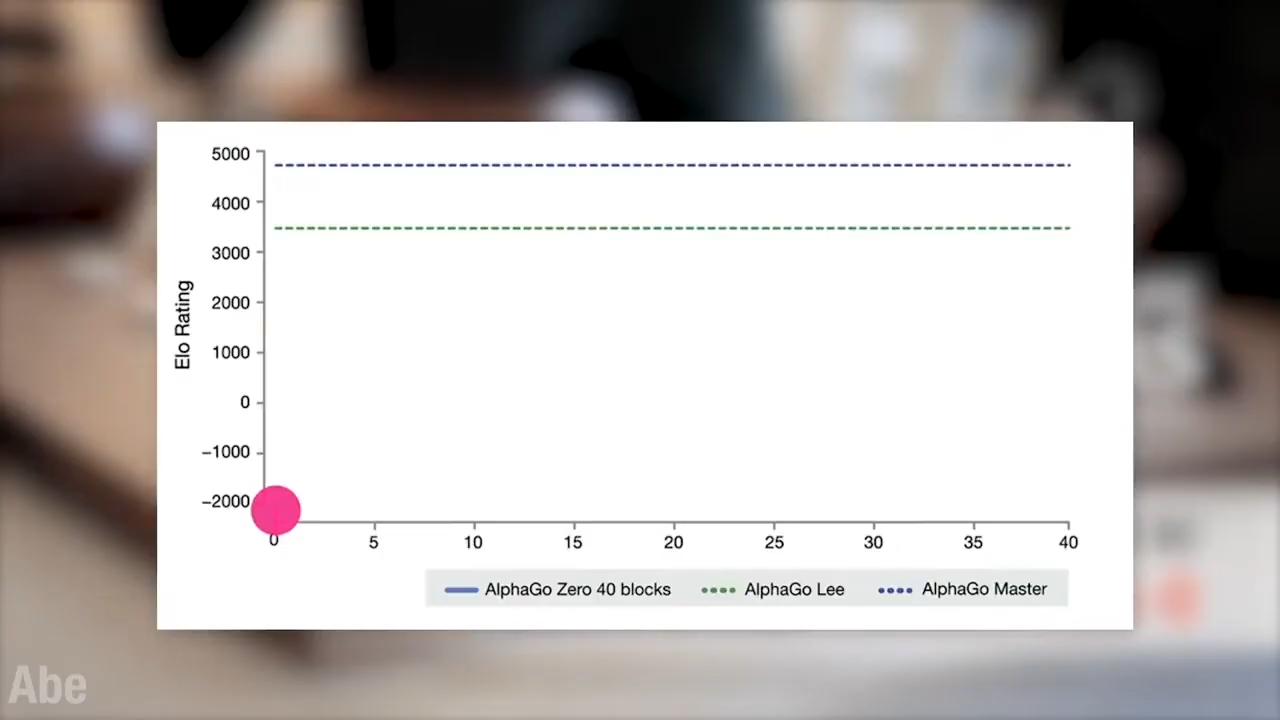 5000
4000
3000
2000
1000
0
−1000
−2000
Elo Rating
0 5 10 15 20 25 30 35 40
AlphaGo Zero 40 blocks AlphaGo Lee AlphaGo Master
Abe